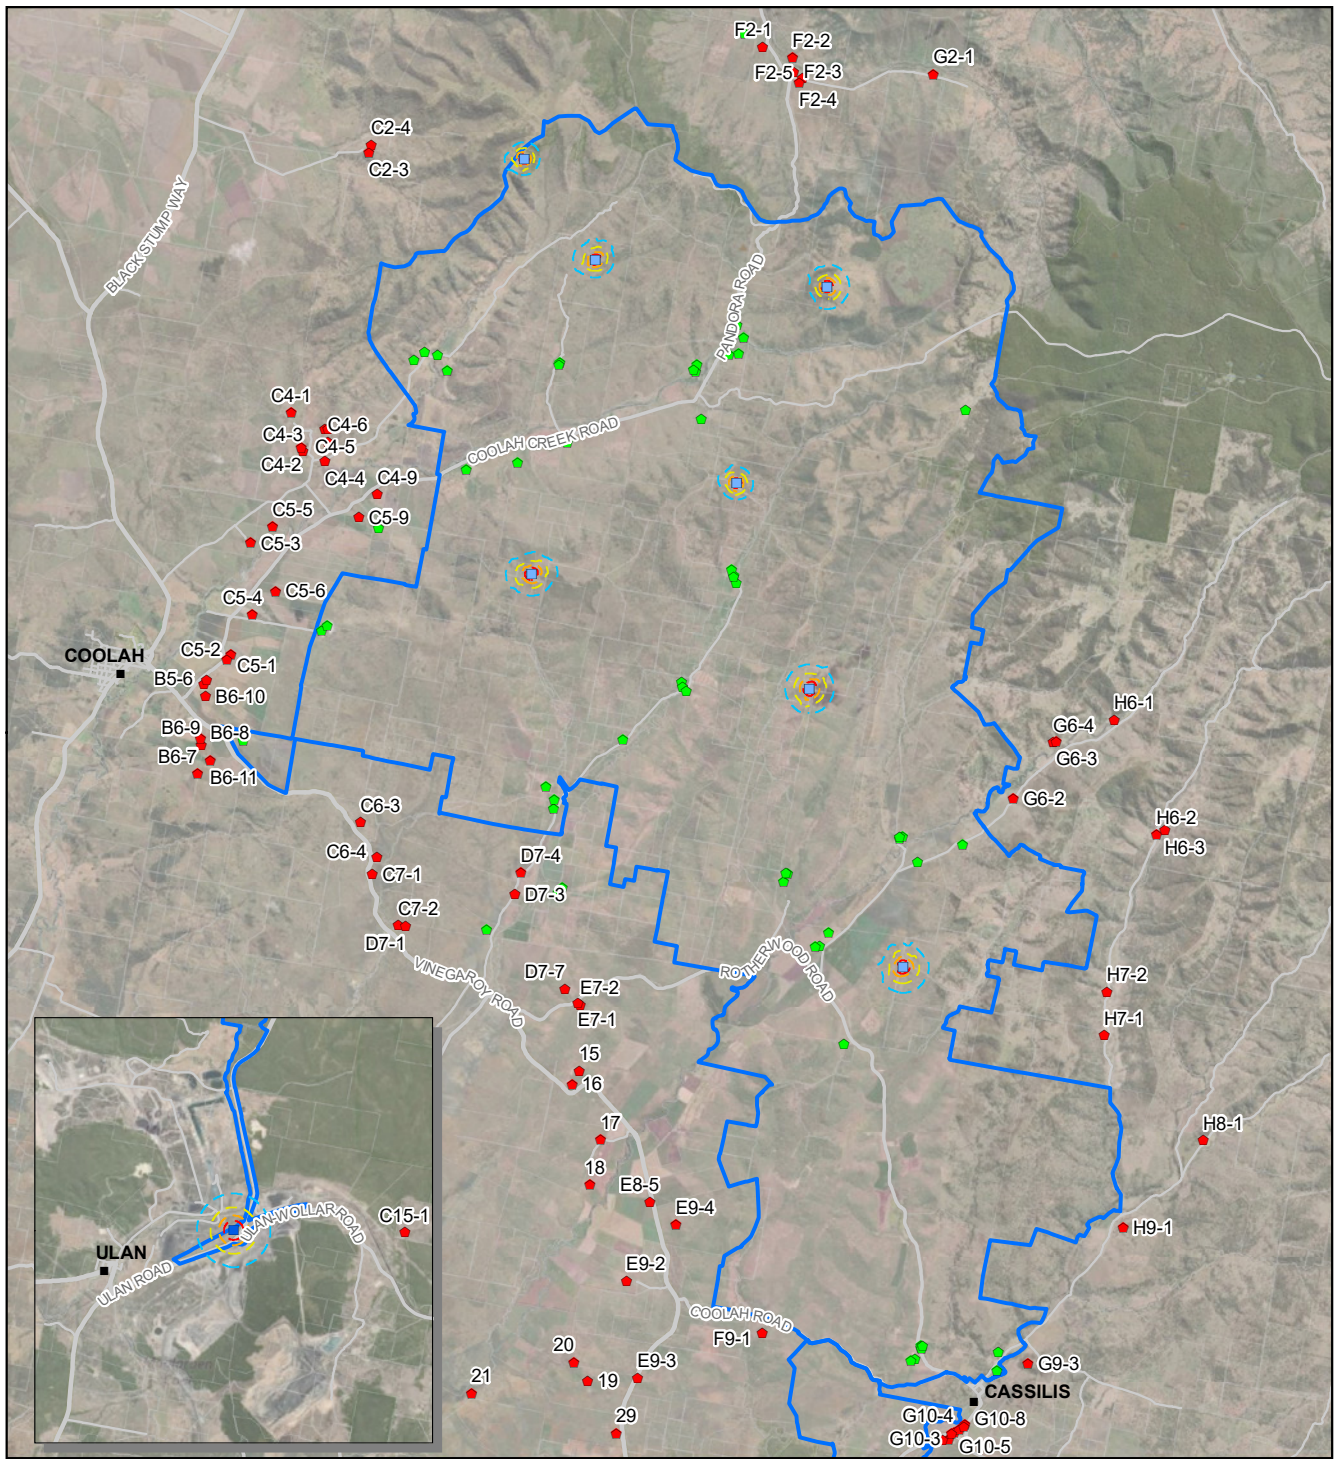 F2-1
F2-2
F2-5
F2-3
G2-1
F2-4
C2-4
C2-3
BLACK STUMP WAY
PANDORA ROAD
C4-1
C4-6
C4-3
C4-5
C4-2
C4-4
COOLAH CREEK ROAD
C4-9
C5-5
C5-9
C5-3
C5-6
C5-4
C5-2
COOLAH
C5-1
B5-6
B6-10
B6-9
B6-8
B6-7
B6-11
H6-1
G6-4
G6-3
G6-2
C6-3
H6-2
H6-3
C6-4
D7-4
C7-1
D7-3
C7-2
D7-1
VINEGAROY ROAD
ROTHERWOOD ROAD
D7-7
E7-2
H7-2
E7-1
H7-1
15
16
17
H8-1
18
E8-5
E9-4
C15-1
H9-1
ULAN-WOLLAR ROAD
ULAN
ULAN ROAD
E9-2
COOLAH ROAD
F9-1
20
E9-3
G9-3
21
19
CASSILIS
29
G10-4
G10-8
G10-3
G10-5